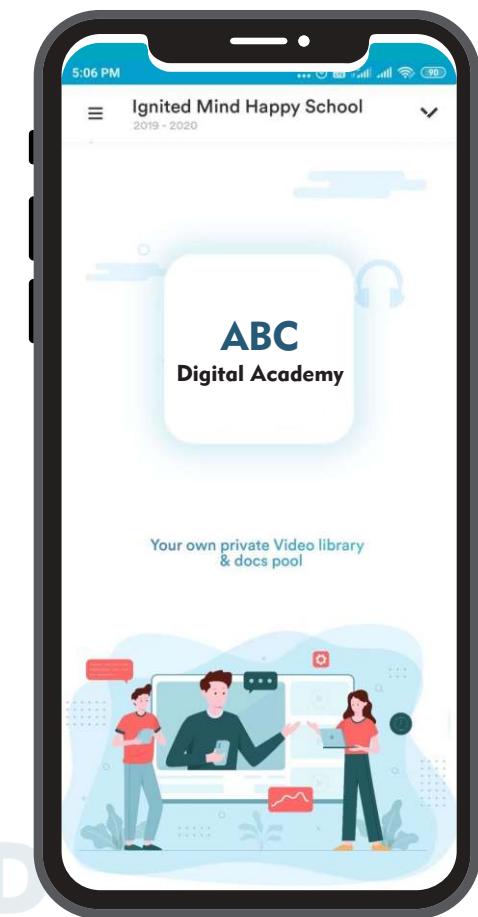 5:06 PM
90
Ignited Mind Happy School
2019 - 2020
ABC
Digital Academy
Your own private Video library
& docs pool
D